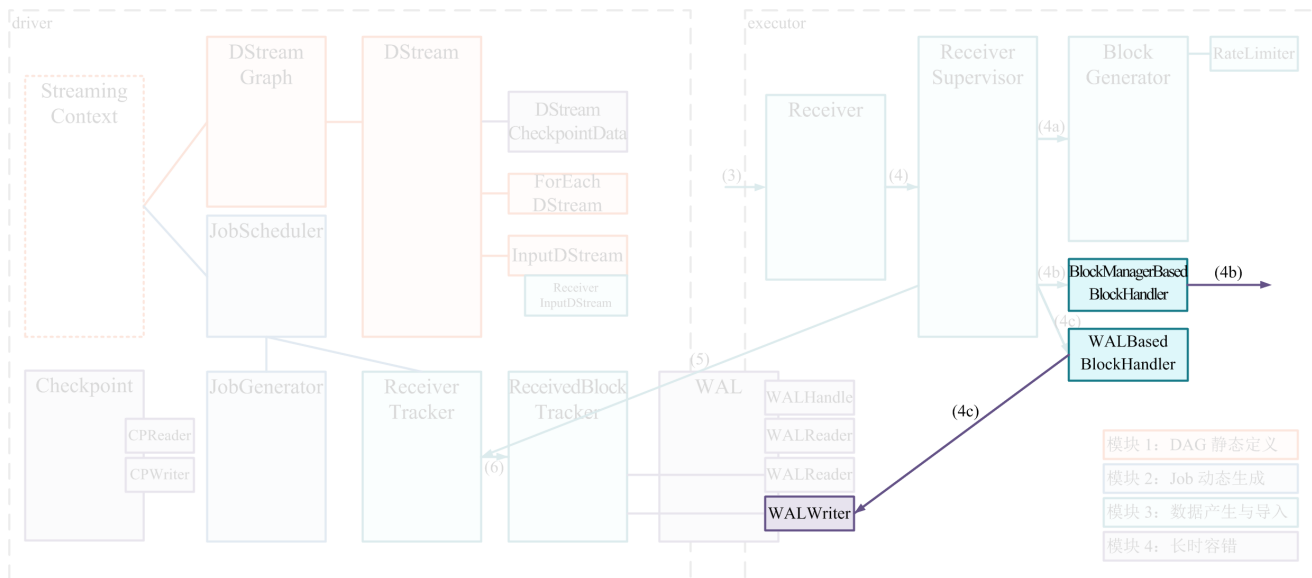 driver
executor
DStream
Graph
DStream
Receiver
Supervisor
Block
Generator
RateLimiter
Streaming
Context
DStream
CheckpointData
Receiver
(4a)
(3)
(4)
ForEach
DStream
JobScheduler
InputDStream
Receiver
InputDStream
(4b)
BlockManagerBased
BlockHandler
(4b)
(4c)
WALBased
BlockHandler
(5)
Checkpoint
JobGenerator
Receiver
Tracker
ReceivedBlock
Tracker
WAL
WALHandle
(4c)
CPReader
WALReader
CPWriter
(6)
WALReader
WALWriter
模块 1：DAG 静态定义
模块 2：Job 动态生成
模块 3：数据产生与导入
模块 4：长时容错